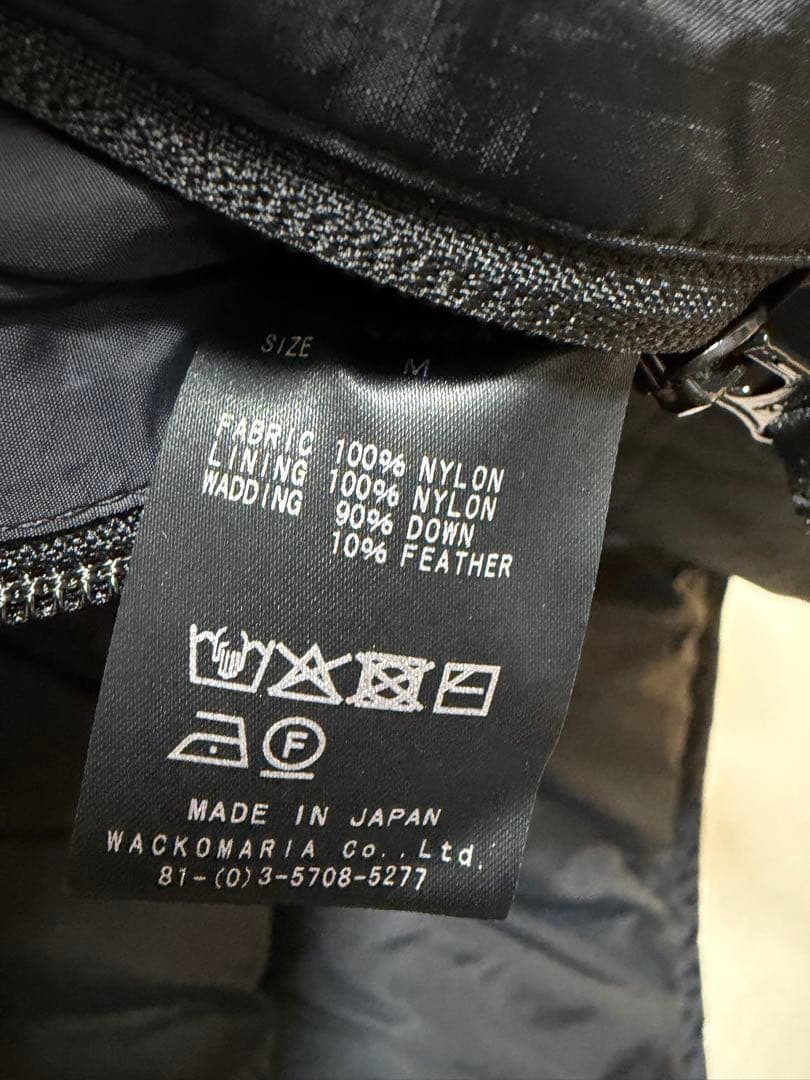 SIZE M
FABRIC 100% NYLON
LINING 100% NYLON
WADDING 90% DOWN
10% FEATHER
F
MADE IN JAPAN
WACKOMARIA Co.,Ltd.
81-(0)3-5708-5277